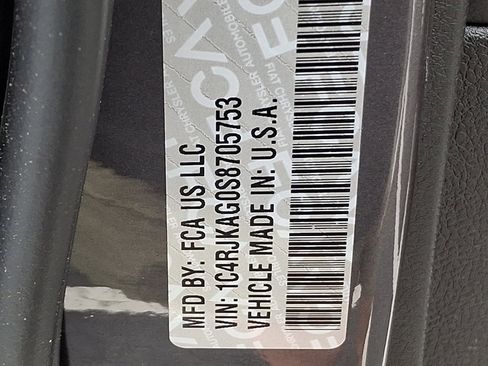 MFD BY: FCA US LLC
VIN: 1C4RJKAG0S8705753
VEHICLE MADE IN: U.S.A.